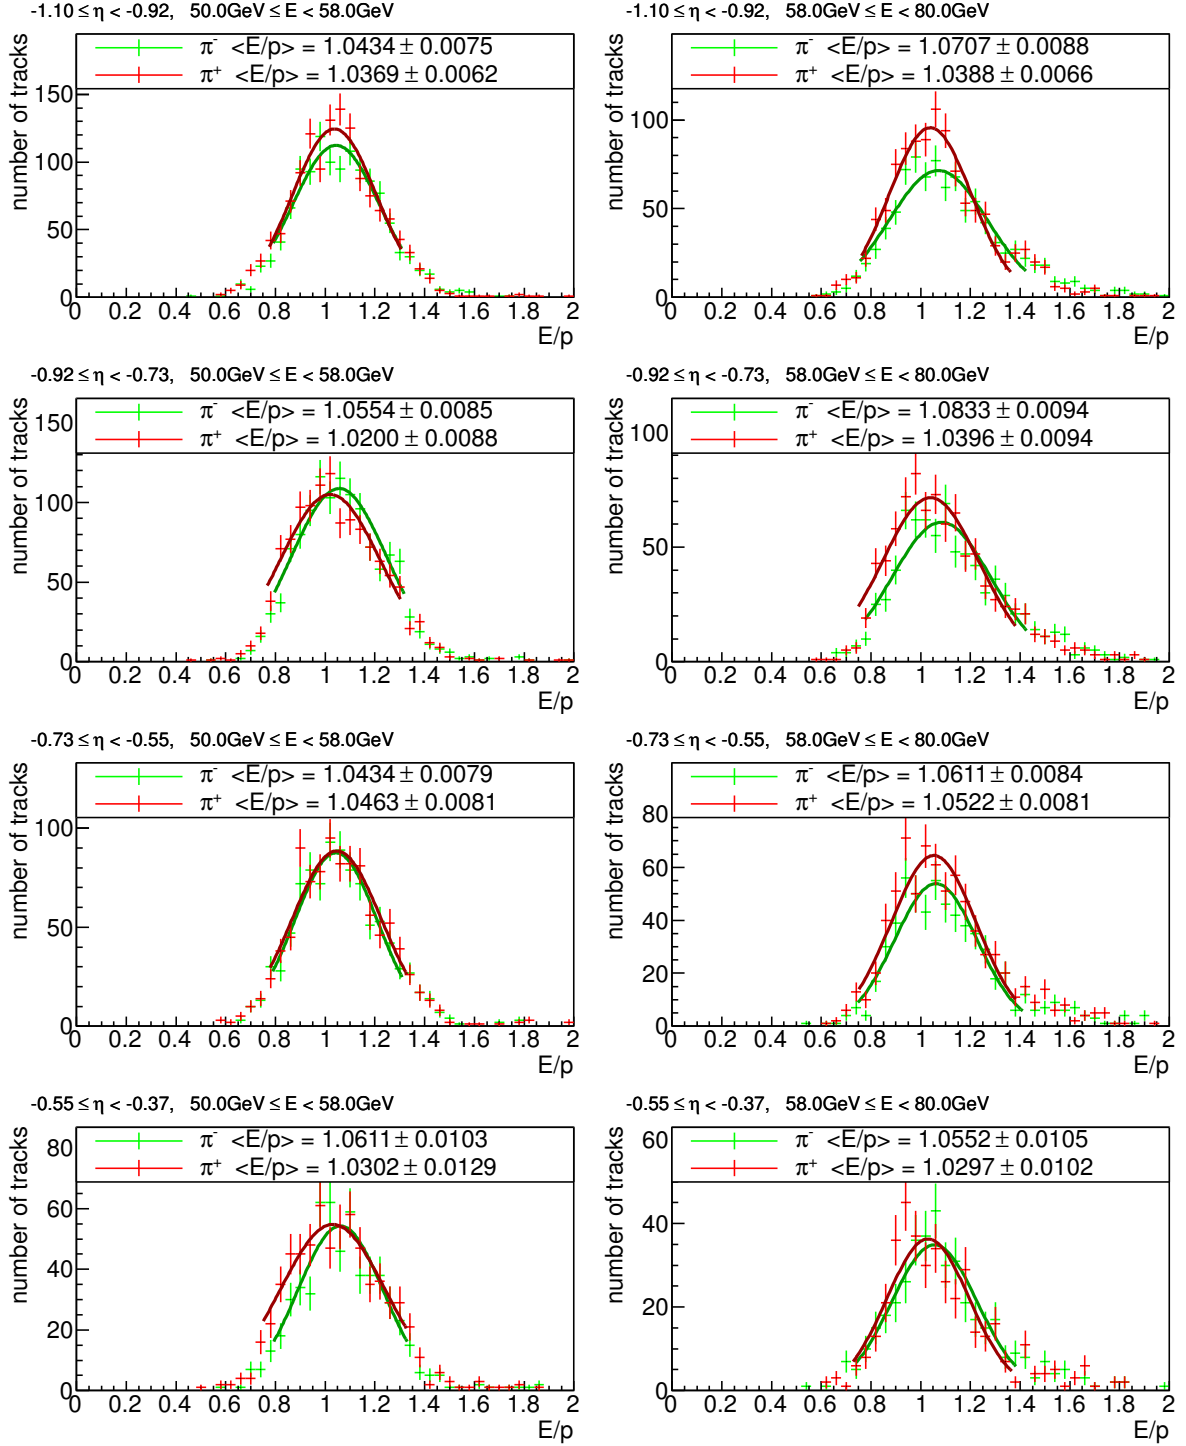 -1.10 ≤ η < -0.92, 50.0GeV ≤ E < 58.0GeV
π⁻ <E/p> = 1.0434 ± 0.0075
π⁺ <E/p> = 1.0369 ± 0.0062
number of tracks
150
100
50
0
0 0.2 0.4 0.6 0.8 1 1.2 1.4 1.6 1.8 2
E/p
-1.10 ≤ η < -0.92, 58.0GeV ≤ E < 80.0GeV
π⁻ <E/p> = 1.0707 ± 0.0088
π⁺ <E/p> = 1.0388 ± 0.0066
number of tracks
100
50
0
0 0.2 0.4 0.6 0.8 1 1.2 1.4 1.6 1.8 2
E/p
-0.92 ≤ η < -0.73, 50.0GeV ≤ E < 58.0GeV
π⁻ <E/p> = 1.0554 ± 0.0085
π⁺ <E/p> = 1.0200 ± 0.0088
number of tracks
150
100
50
0
0 0.2 0.4 0.6 0.8 1 1.2 1.4 1.6 1.8 2
E/p
-0.92 ≤ η < -0.73, 58.0GeV ≤ E < 80.0GeV
π⁻ <E/p> = 1.0833 ± 0.0094
π⁺ <E/p> = 1.0396 ± 0.0094
number of tracks
100
50
0
0 0.2 0.4 0.6 0.8 1 1.2 1.4 1.6 1.8 2
E/p
-0.73 ≤ η < -0.55, 50.0GeV ≤ E < 58.0GeV
π⁻ <E/p> = 1.0434 ± 0.0079
π⁺ <E/p> = 1.0463 ± 0.0081
number of tracks
100
50
0
0 0.2 0.4 0.6 0.8 1 1.2 1.4 1.6 1.8 2
E/p
-0.73 ≤ η < -0.55, 58.0GeV ≤ E < 80.0GeV
π⁻ <E/p> = 1.0611 ± 0.0084
π⁺ <E/p> = 1.0522 ± 0.0081
number of tracks
80
60
40
20
0
0 0.2 0.4 0.6 0.8 1 1.2 1.4 1.6 1.8 2
E/p
-0.55 ≤ η < -0.37, 50.0GeV ≤ E < 58.0GeV
π⁻ <E/p> = 1.0611 ± 0.0103
π⁺ <E/p> = 1.0302 ± 0.0129
number of tracks
80
60
40
20
0
0 0.2 0.4 0.6 0.8 1 1.2 1.4 1.6 1.8 2
E/p
-0.55 ≤ η < -0.37, 58.0GeV ≤ E < 80.0GeV
π⁻ <E/p> = 1.0552 ± 0.0105
π⁺ <E/p> = 1.0297 ± 0.0102
number of tracks
60
40
20
0
0 0.2 0.4 0.6 0.8 1 1.2 1.4 1.6 1.8 2
E/p